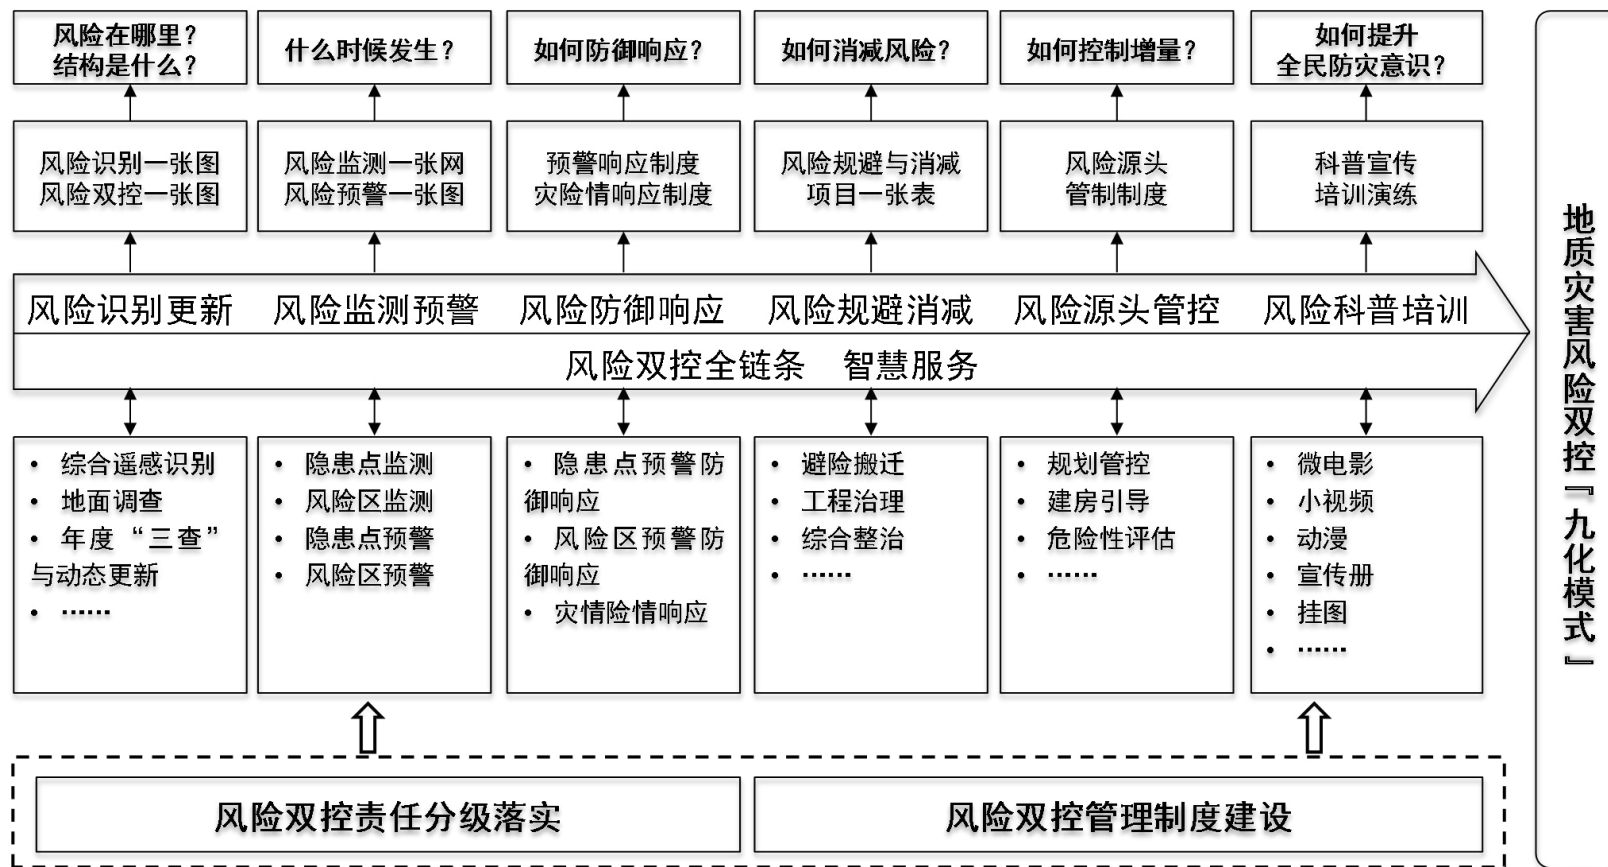 风险在哪里？
结构是什么？
什么时候发生？
如何防御响应？
如何消减风险？
如何控制增量？
如何提升
全民防灾意识？
风险识别一张图
风险双控一张图
风险监测一张网
风险预警一张图
预警响应制度
灾险情响应制度
风险规避与消减
项目一张表
风险源头
管制制度
科普宣传
培训演练
风险识别更新
风险监测预警
风险防御响应
风险规避消减
风险源头管控
风险科普培训
风险双控全链条 智慧服务
• 综合遥感识别
• 地面调查
• 年度“三查”
与动态更新
• ……
• 隐患点监测
• 风险区监测
• 隐患点预警
• 风险区预警
• 隐患点预警防
御响应
• 风险区预警防
御响应
• 灾情险情响应
• 避险搬迁
• 工程治理
• 综合整治
• ……
• 规划管控
• 建房引导
• 危险性评估
• ……
• 微电影
• 小视频
• 动漫
• 宣传册
• 挂图
• ……
风险双控责任分级落实
风险双控管理制度建设
地质灾害风险双控『九化模式』